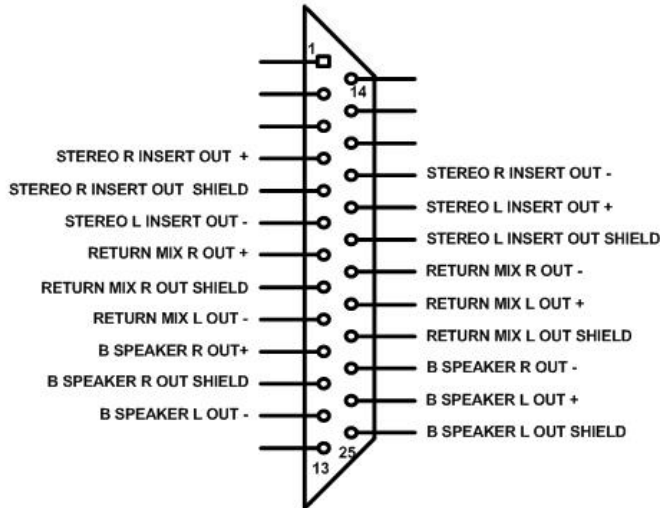 1
14
STEREO R INSERT OUT +
STEREO R INSERT OUT -
STEREO R INSERT OUT SHIELD
STEREO L INSERT OUT +
STEREO L INSERT OUT -
STEREO L INSERT OUT SHIELD
RETURN MIX R OUT +
RETURN MIX R OUT -
RETURN MIX R OUT SHIELD
RETURN MIX L OUT +
RETURN MIX L OUT -
RETURN MIX L OUT SHIELD
B SPEAKER R OUT+
B SPEAKER R OUT -
B SPEAKER R OUT SHIELD
B SPEAKER L OUT +
B SPEAKER L OUT -
B SPEAKER L OUT SHIELD
25
13